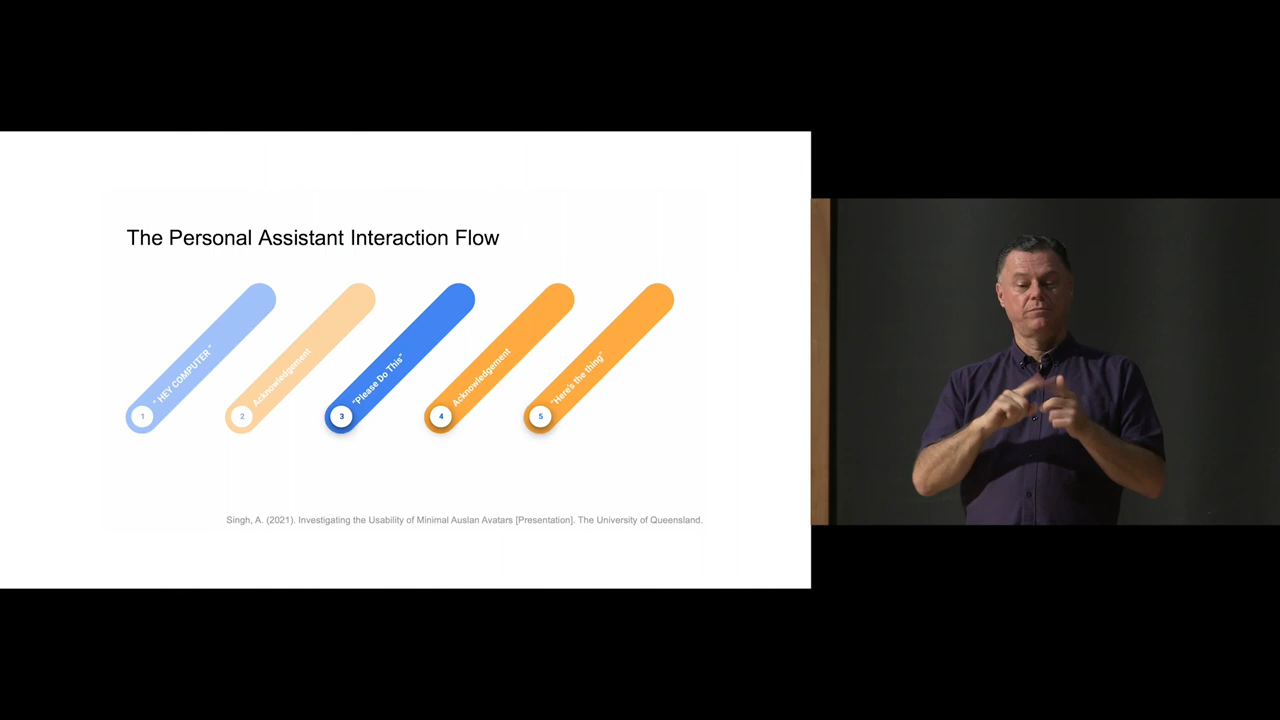 The Personal Assistant Interaction Flow
1 " HEY COMPUTER "
2 Acknowledgement
3 "Please Do This"
4 Acknowledgement
5 "Here's the thing"
Singh, A. (2021). Investigating the Usability of Minimal Auslan Avatars [Presentation]. The University of Queensland.